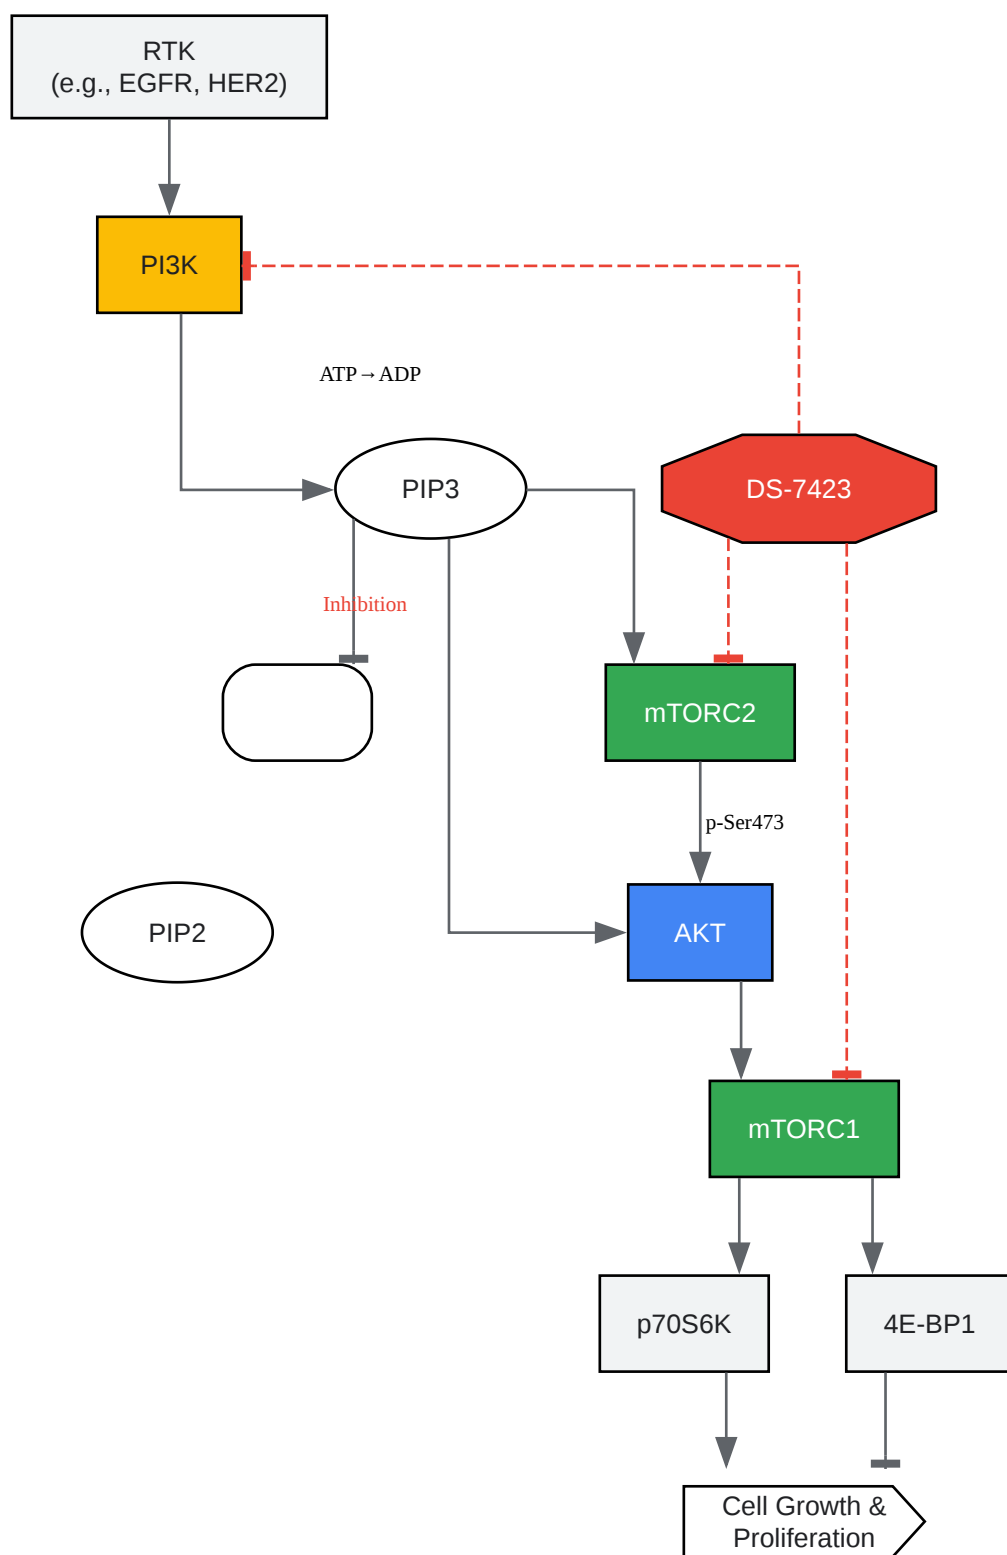 RTK
(e.g., EGFR, HER2)
PI3K
ATP→ADP
PIP3
DS-7423
Inhibition
mTORC2
p-Ser473
PIP2
AKT
mTORC1
p70S6K
4E-BP1
Cell Growth &
Proliferation